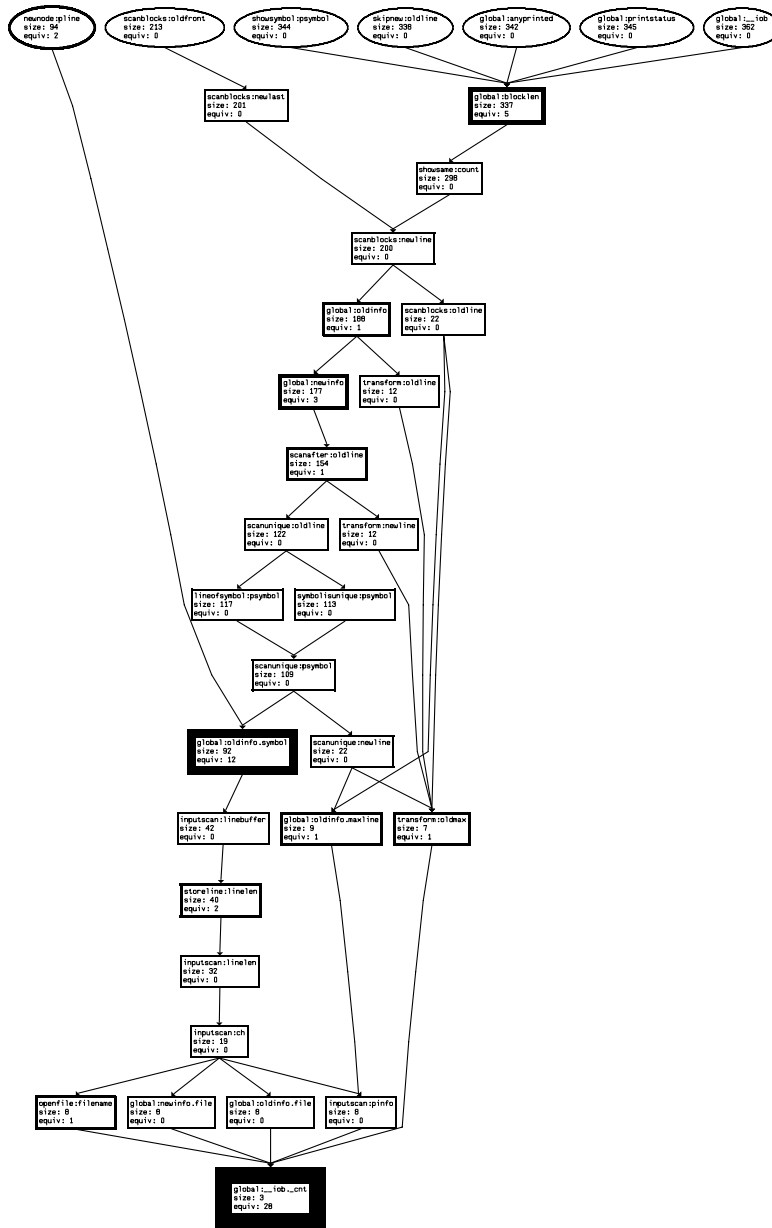 newnode:pline
size: 94
equiv: 2
scanblocks:oldfront
size: 213
equiv: 0
showsymbol:psymbol
size: 344
equiv: 0
skipnew:oldline
size: 338
equiv: 0
global:anyprinted
size: 342
equiv: 0
global:printstatus
size: 345
equiv: 0
global:__iob
size: 362
equiv: 0
scanblocks:newlast
size: 201
equiv: 0
global:blocklen
size: 337
equiv: 5
showsame:count
size: 298
equiv: 0
scanblocks:newline
size: 200
equiv: 0
global:oldinfo
size: 188
equiv: 1
scanblocks:oldline
size: 22
equiv: 0
global:newinfo
size: 177
equiv: 3
transform:oldline
size: 12
equiv: 0
scanafter:oldline
size: 154
equiv: 1
scanunique:oldline
size: 122
equiv: 0
transform:newline
size: 12
equiv: 0
lineofsymbol:psymbol
size: 117
equiv: 0
symbolisunique:psymbol
size: 113
equiv: 0
scanunique:psymbol
size: 109
equiv: 0
global:oldinfo.symbol
size: 92
equiv: 12
scanunique:newline
size: 22
equiv: 0
inputscan:linebuffer
size: 42
equiv: 0
global:oldinfo.maxline
size: 9
equiv: 1
transform:oldmax
size: 7
equiv: 1
storeline:linelen
size: 40
equiv: 2
inputscan:linelen
size: 32
equiv: 0
inputscan:ch
size: 19
equiv: 0
openfile:filename
size: 8
equiv: 1
global:newinfo.file
size: 8
equiv: 0
global:oldinfo.file
size: 8
equiv: 0
inputscan:pinfo
size: 8
equiv: 0
global:__iob._cnt
size: 3
equiv: 28